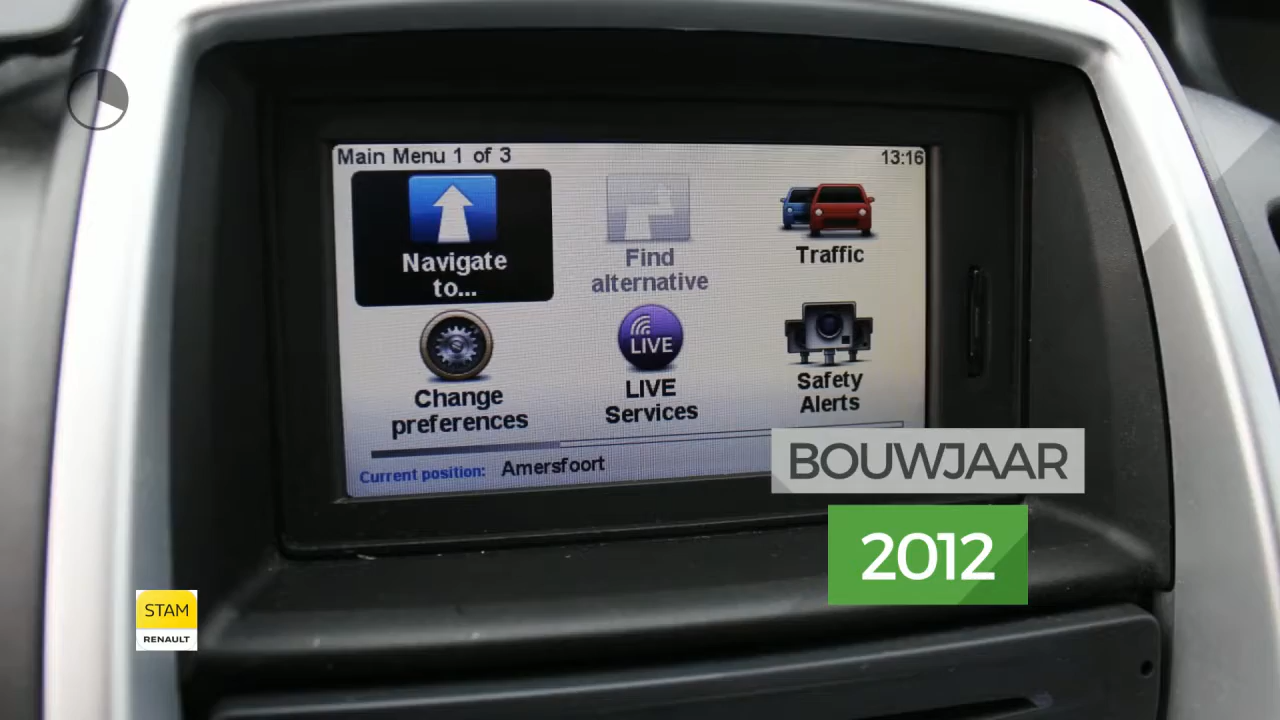 Main Menu 1 of 3
13:16
Navigate
to...
Find
alternative
Traffic
LIVE
Change
preferences
LIVE
Services
Safety
Alerts
Current position: Amersfoort
BOUWJAAR
2012
STAM
RENAULT